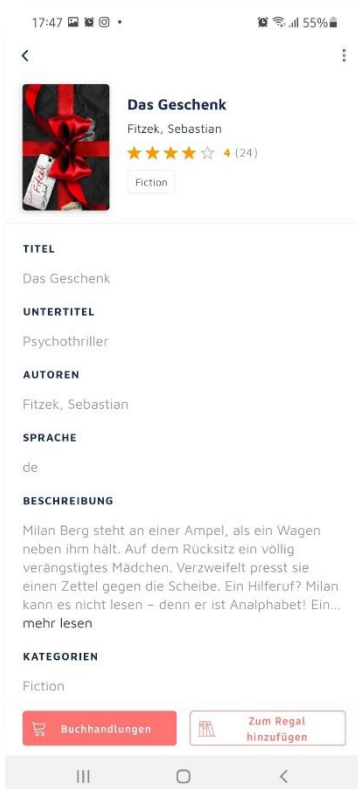 17:47
55%
Das Geschenk
Fitzek, Sebastian
4 (24)
Fiction
Fitzek
TITEL
Das Geschenk
UNTERTITEL
Psychothriller
AUTOREN
Fitzek, Sebastian
SPRACHE
de
BESCHREIBUNG
Milan Berg steht an einer Ampel, als ein Wagen
neben ihm hält. Auf dem Rücksitz ein völlig
verängstigtes Mädchen. Verzweifelt presst sie
einen Zettel gegen die Scheibe. Ein Hilferuf? Milan
kann es nicht lesen – denn er ist Analphabet! Ein...
mehr lesen
KATEGORIEN
Fiction
Buchhandlungen
Zum Regal
hinzufügen